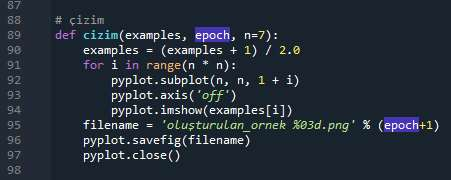 87
88 # çizim
89 def cizim(examples, epoch, n=7):
90     examples = (examples + 1) / 2.0
91     for i in range(n * n):
92         pyplot.subplot(n, n, 1 + i)
93         pyplot.axis('off')
94         pyplot.imshow(examples[i])
95     filename = 'oluşturulan_ornek %03d.png' % (epoch+1)
96     pyplot.savefig(filename)
97     pyplot.close()
98